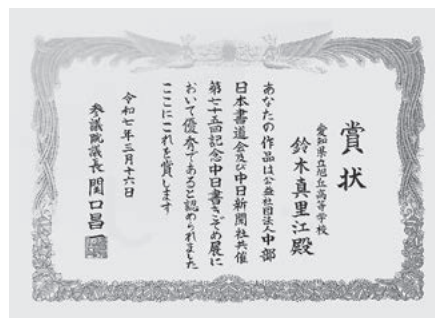 賞状
愛知県立旭丘高等学校
鈴木真里江殿
あなたの作品は公益社団法人中部
日本書道会及び中日新聞社共催
第七十五回記念中日書きぞめ展に
おいて優秀であると認められました
ここにこれを賞します
令和七年三月十六日
参議院議長関口昌一